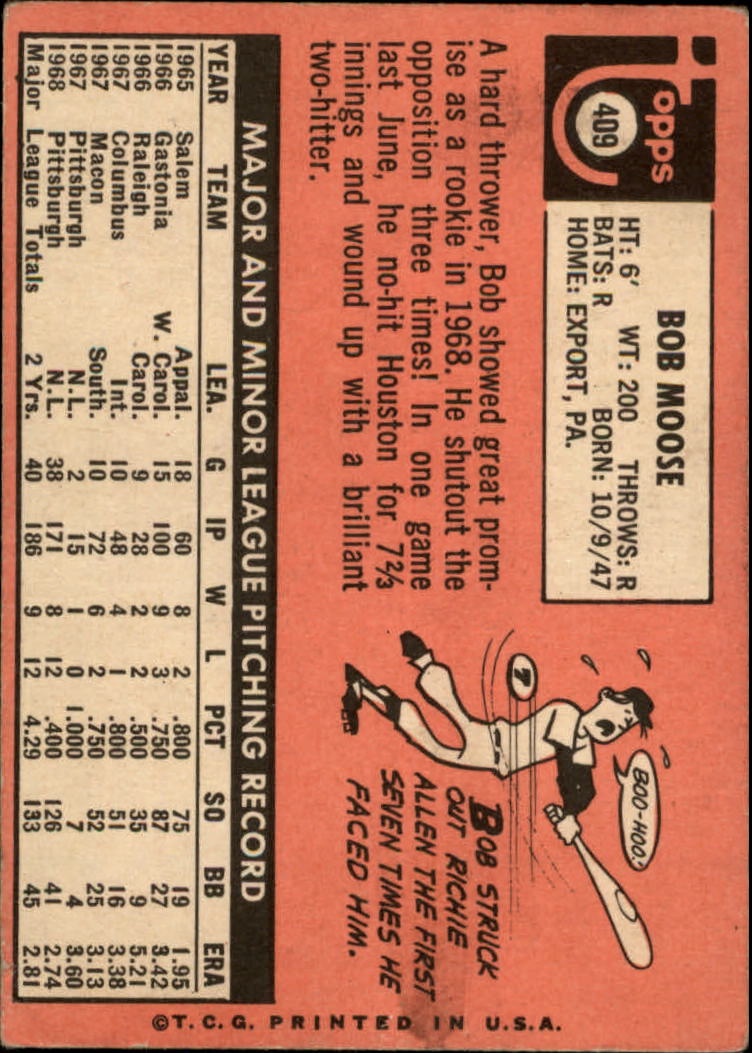 topps
409
BOB MOOSE
HT: 6' WT: 200 THROWS: R
BATS: R BORN: 10/9/47
HOME: EXPORT, PA.
A hard thrower, Bob showed great prom-
ise as a rookie in 1968. He shutout the
opposition three times! In one game
last June, he no-hit Houston for 7⅔
innings and wound up with a brilliant
two-hitter.
BOO-HOO!
7
BOB STRUCK
OUT RICHIE
ALLEN THE FIRST
SEVEN TIMES HE
FACED HIM.
MAJOR AND MINOR LEAGUE PITCHING RECORD
YEAR TEAM LEA. G IP W L PCT SO BB ERA
1965 Salem Appal. 18 60 8 2 .800 75 19 1.95
1966 Gastonia W. Carol. 15 100 9 3 .750 87 27 3.42
1966 Raleigh Carol. 9 28 2 2 .500 35 9 5.21
1967 Columbus Int. 10 48 4 1 .800 51 16 3.38
1967 Macon South. 10 72 6 2 .750 52 25 3.13
1967 Pittsburgh N.L. 2 15 1 0 1.000 7 4 3.60
1968 Pittsburgh N.L. 38 171 8 12 .400 126 41 2.74
Major League Totals 2 Yrs. 40 186 9 12 4.29 133 45 2.81
©T.C.G. PRINTED IN U.S.A.